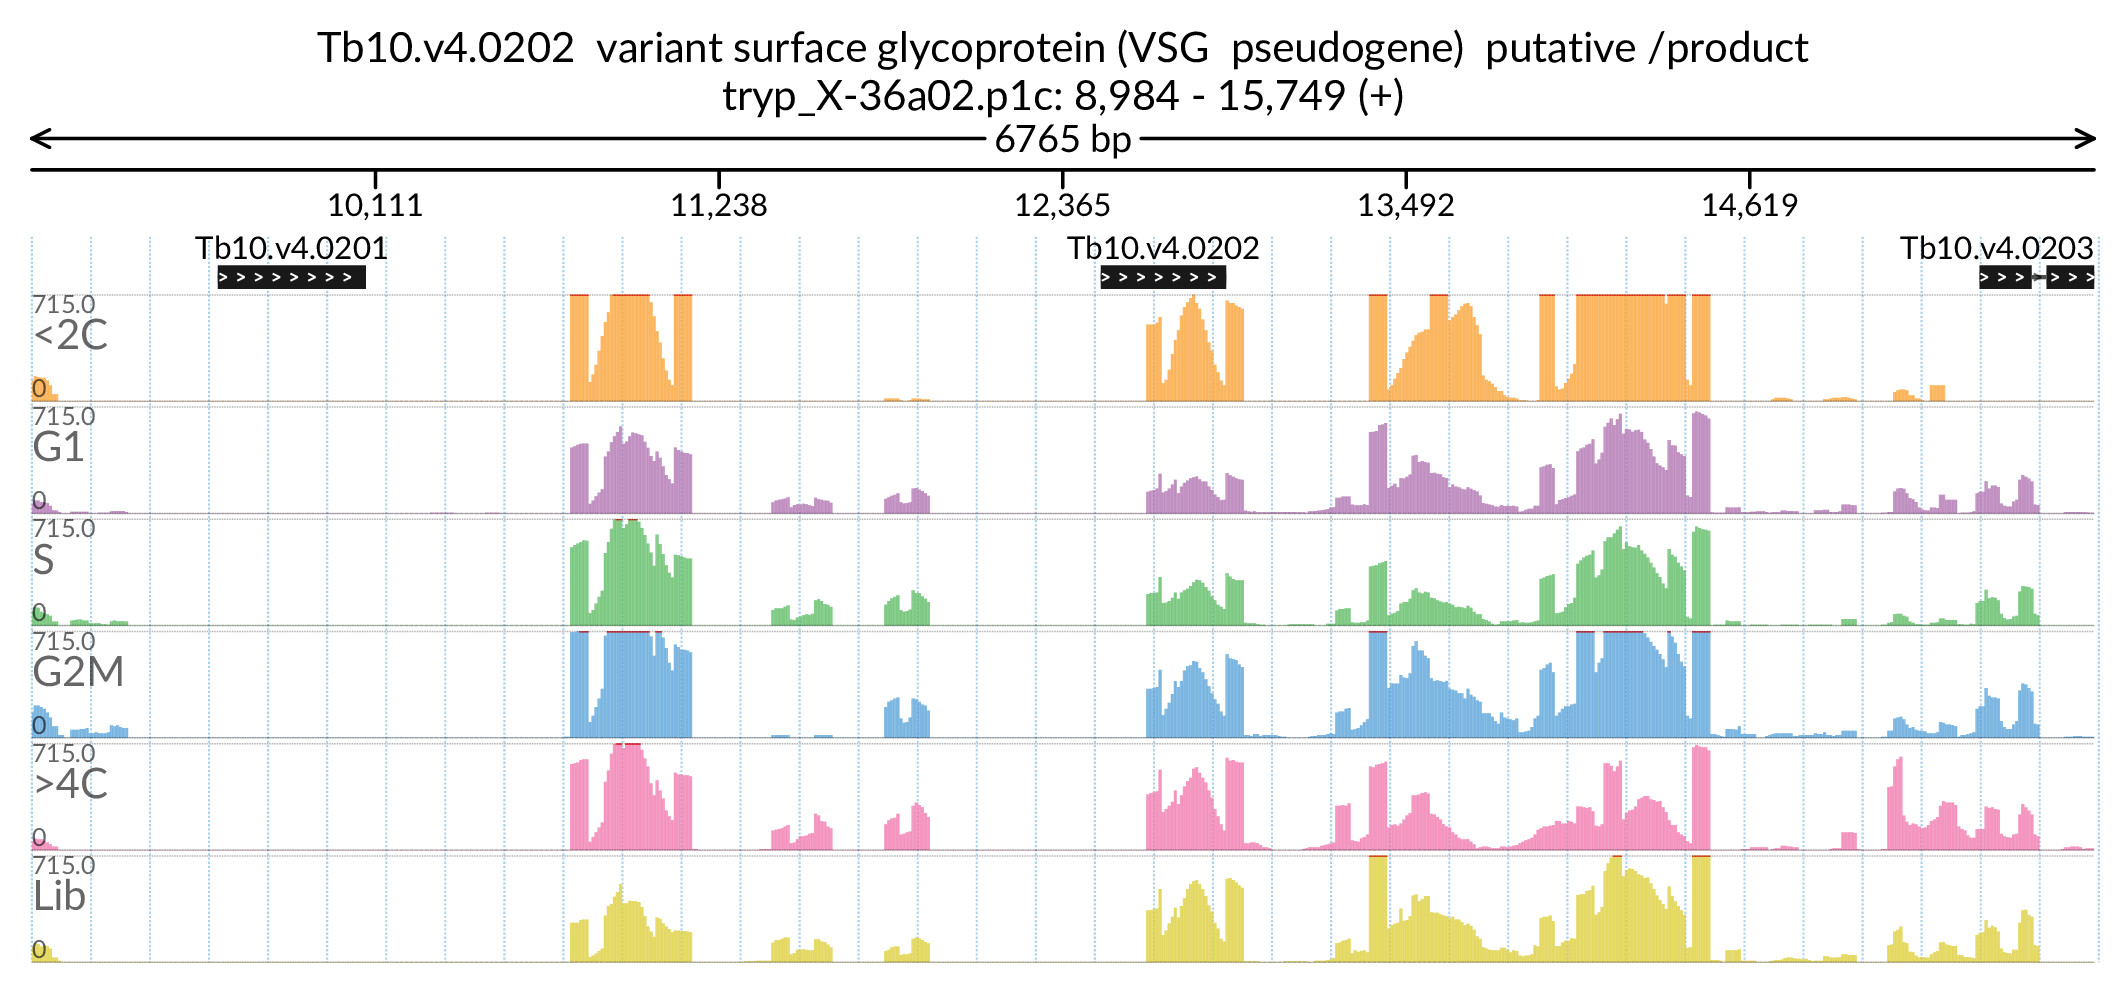 Tb10.v4.0202 variant surface glycoprotein (VSG pseudogene) putative /product
tryp_X-36a02.p1c: 8,984 - 15,749 (+)
6765 bp
10,111 11,238 12,365 13,492 14,619
Tb10.v4.0201 Tb10.v4.0202 Tb10.v4.0203
715.0
<2C
0
715.0
G1
0
715.0
S
0
715.0
G2M
0
715.0
>4C
0
715.0
Lib
0